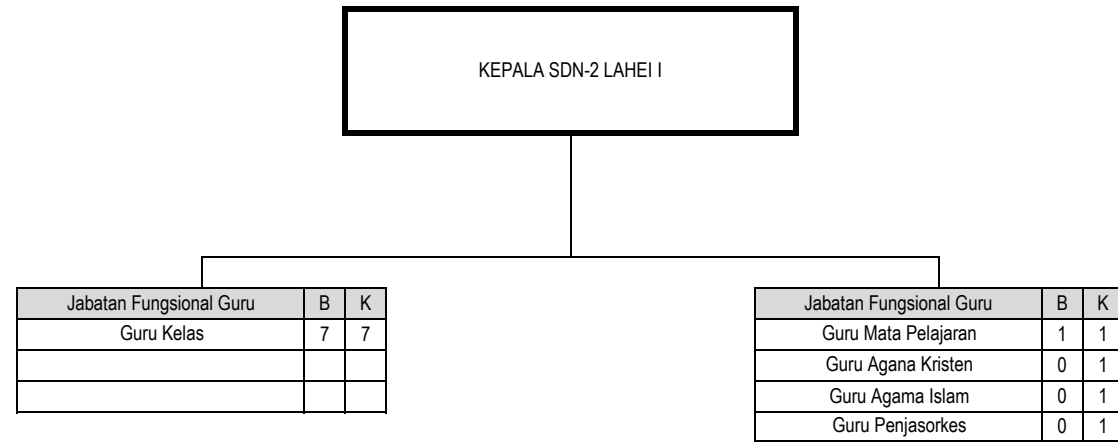 KEPALA SDN-2 LAHEI I
Jabatan Fungsional Guru B K
Guru Kelas 7 7
Jabatan Fungsional Guru B K
Guru Mata Pelajaran 1 1
Guru Agana Kristen 0 1
Guru Agama Islam 0 1
Guru Penjasorkes 0 1